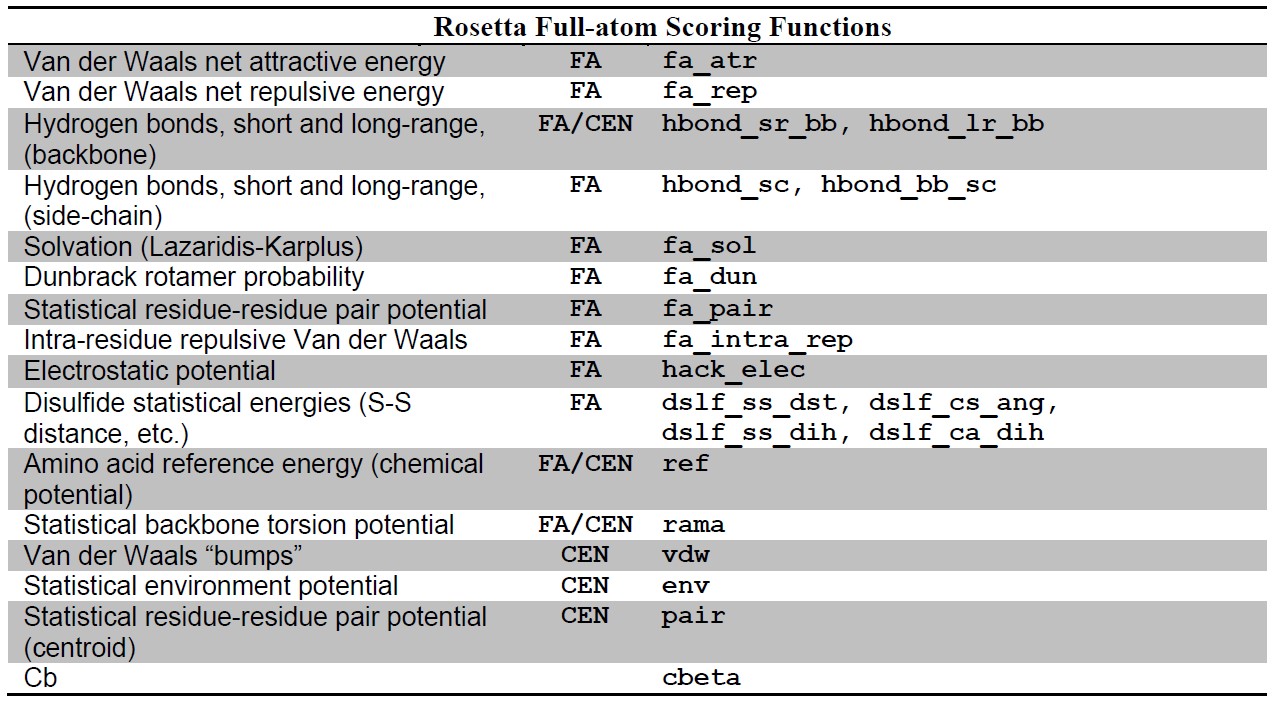 Rosetta Full-atom Scoring Functions
Van der Waals net attractive energy FA fa_atr
Van der Waals net repulsive energy FA fa_rep
Hydrogen bonds, short and long-range, FA/CEN hbond_sr_bb, hbond_lr_bb
(backbone)
Hydrogen bonds, short and long-range, FA hbond_sc, hbond_bb_sc
(side-chain)
Solvation (Lazaridis-Karplus) FA fa_sol
Dunbrack rotamer probability FA fa_dun
Statistical residue-residue pair potential FA fa_pair
Intra-residue repulsive Van der Waals FA fa_intra_rep
Electrostatic potential FA hack_elec
Disulfide statistical energies (S-S FA dslf_ss_dst, dslf_cs_ang,
distance, etc.) dslf_ss_dih, dslf_ca_dih
Amino acid reference energy (chemical FA/CEN ref
potential)
Statistical backbone torsion potential FA/CEN rama
Van der Waals “bumps” CEN vdw
Statistical environment potential CEN env
Statistical residue-residue pair potential CEN pair
(centroid)
Cb cbeta